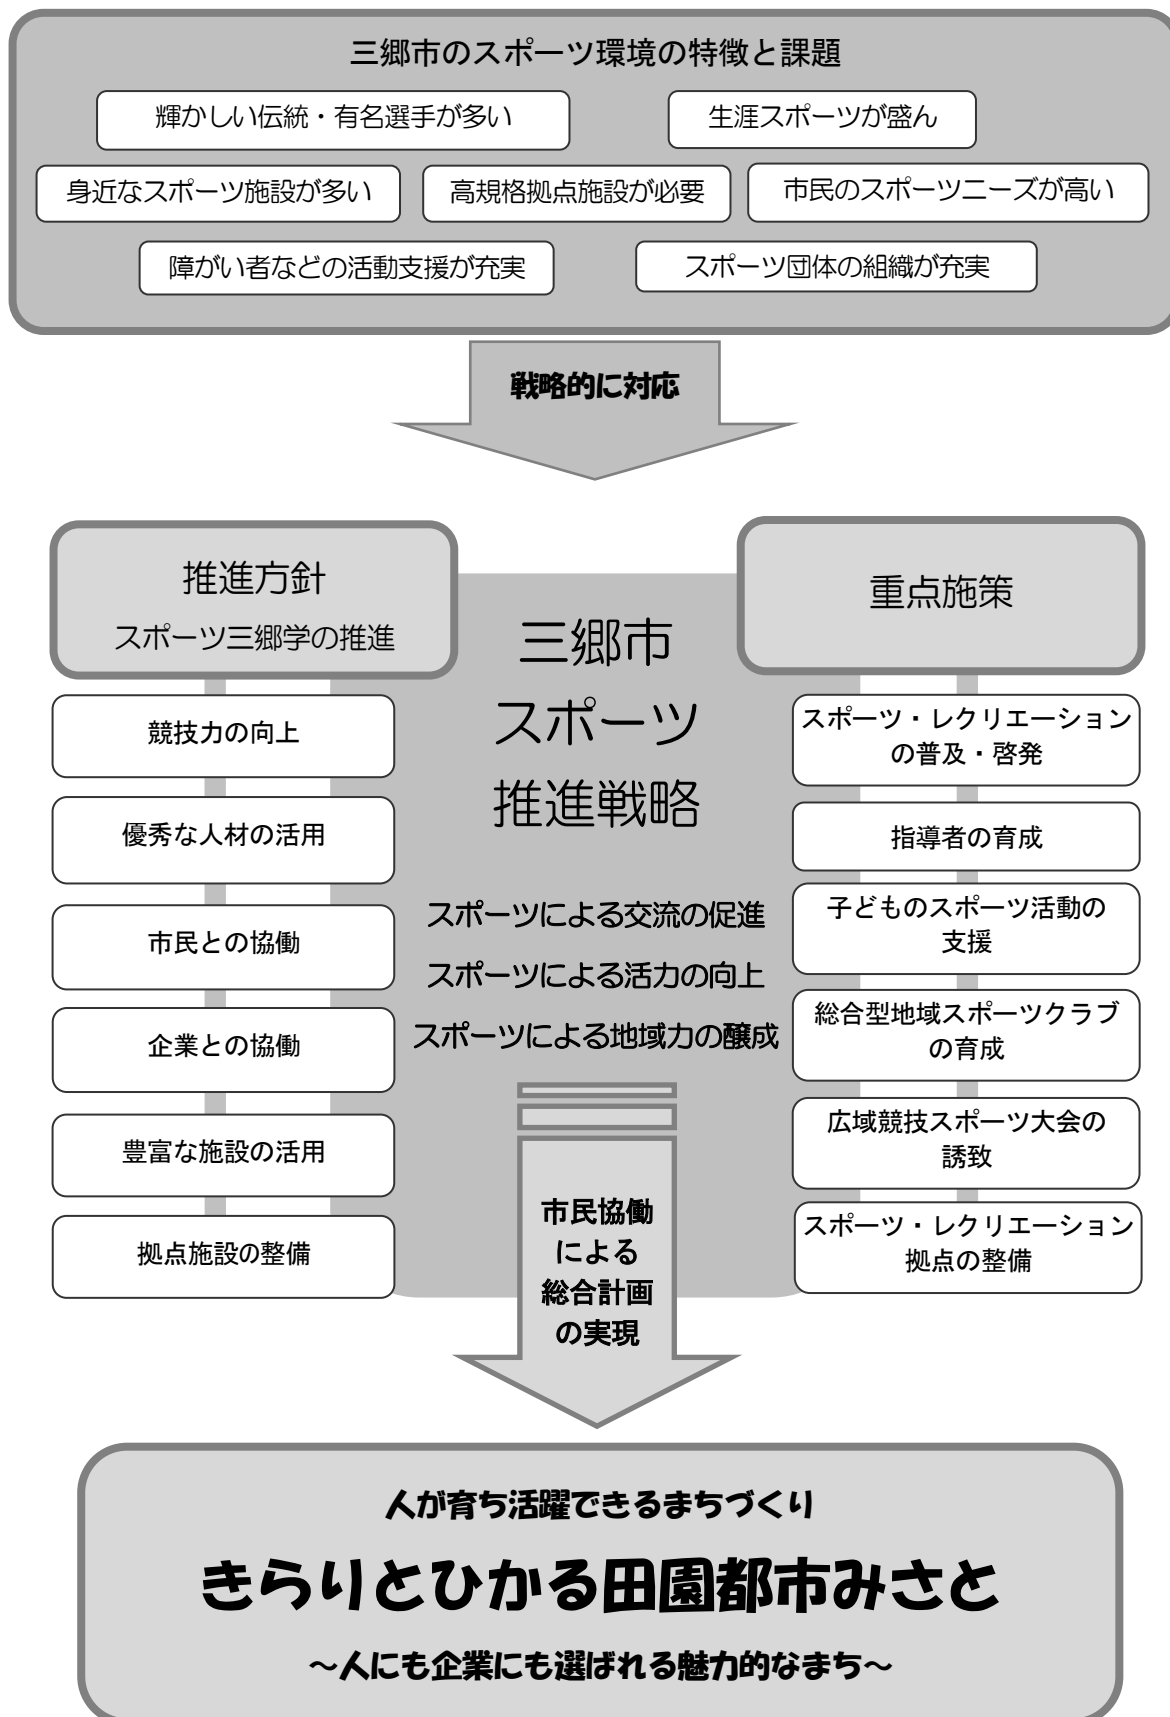 三郷市のスポーツ環境の特徴と課題
輝かしい伝統・有名選手が多い
生涯スポーツが盛ん
身近なスポーツ施設が多い
高規格拠点施設が必要
市民のスポーツニーズが高い
障がい者などの活動支援が充実
スポーツ団体の組織が充実
戦略的に対応
推進方針
スポーツ三郷学の推進
競技力の向上
優秀な人材の活用
市民との協働
企業との協働
豊富な施設の活用
拠点施設の整備
三郷市
スポーツ
推進戦略
スポーツによる交流の促進
スポーツによる活力の向上
スポーツによる地域力の醸成
市民協働
による
総合計画
の実現
重点施策
スポーツ・レクリエーション
の普及・啓発
指導者の育成
子どものスポーツ活動の
支援
総合型地域スポーツクラブ
の育成
広域競技スポーツ大会の
誘致
スポーツ・レクリエーション
拠点の整備
人が育ち活躍できるまちづくり
きらりとひかる田園都市みさと
～人にも企業にも選ばれる魅力的なまち～